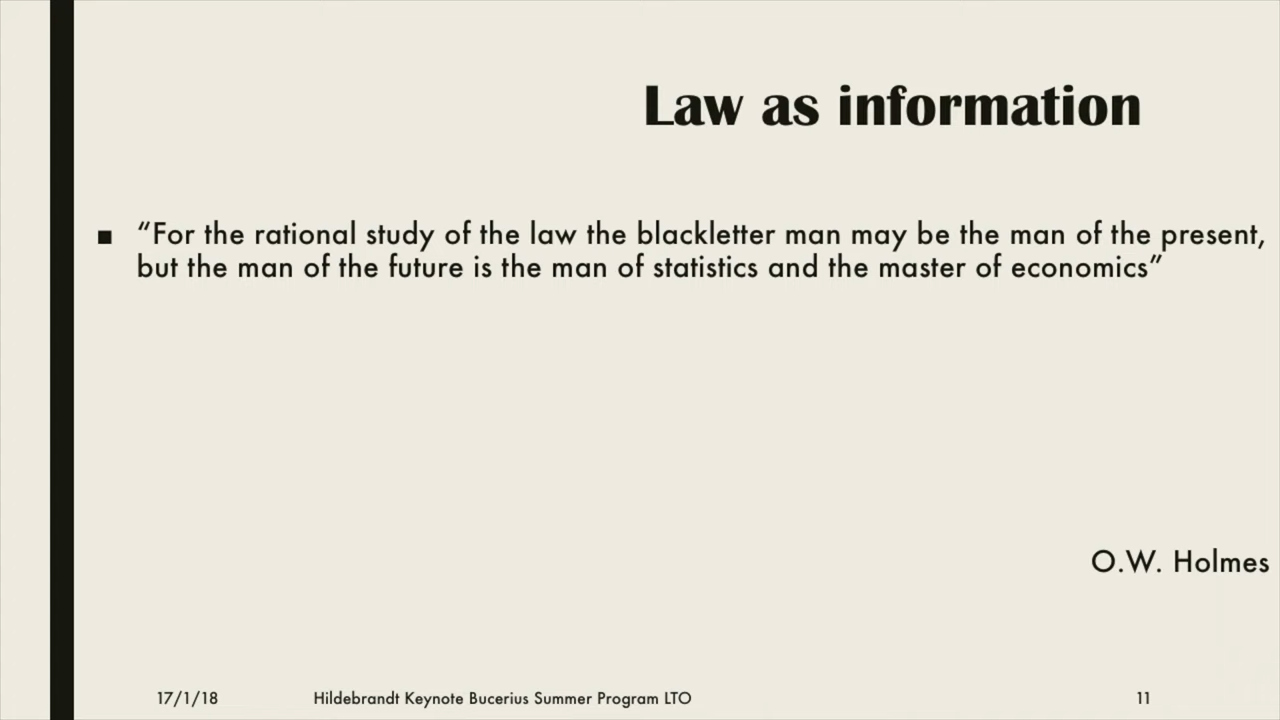 Law as information
■ “For the rational study of the law the blackletter man may be the man of the present,
but the man of the future is the man of statistics and the master of economics”
O.W. Holmes
17/1/18 Hildebrandt Keynote Bucerius Summer Program LTO 11